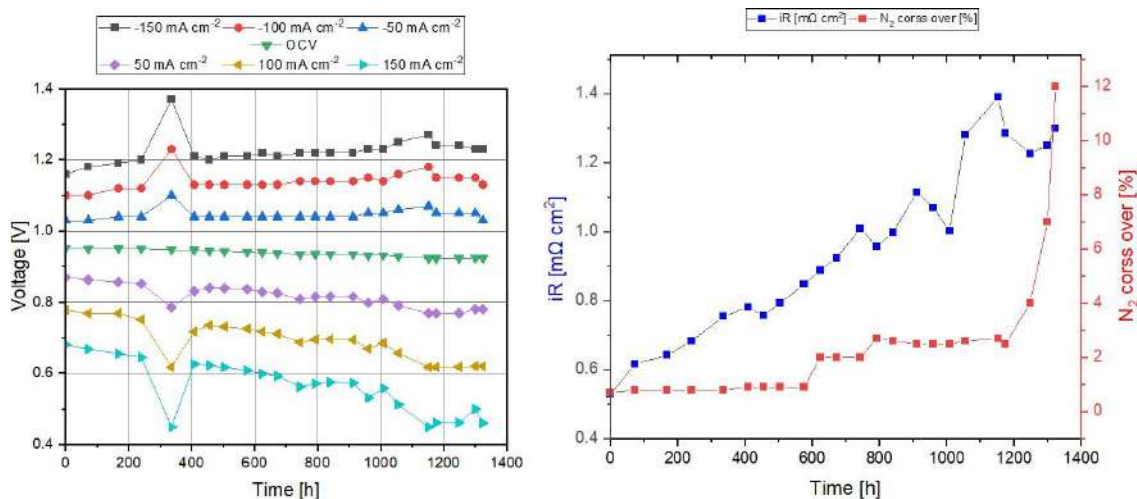 -150 mA cm⁻² -100 mA cm⁻² -50 mA cm⁻²
OCV
50 mA cm⁻² 100 mA cm⁻² 150 mA cm⁻²
1.4
1.2
1.0
0.8
0.6
0.4
Voltage [V]
0 200 400 600 800 1000 1200 1400
Time [h]
iR [mΩ cm²] N₂ corss over [%]
1.4
1.2
1.0
0.8
0.6
0.4
iR [mΩ cm²]
12
10
8
6
4
2
0
N₂ corss over [%]
0 200 400 600 800 1000 1200 1400
Time [h]